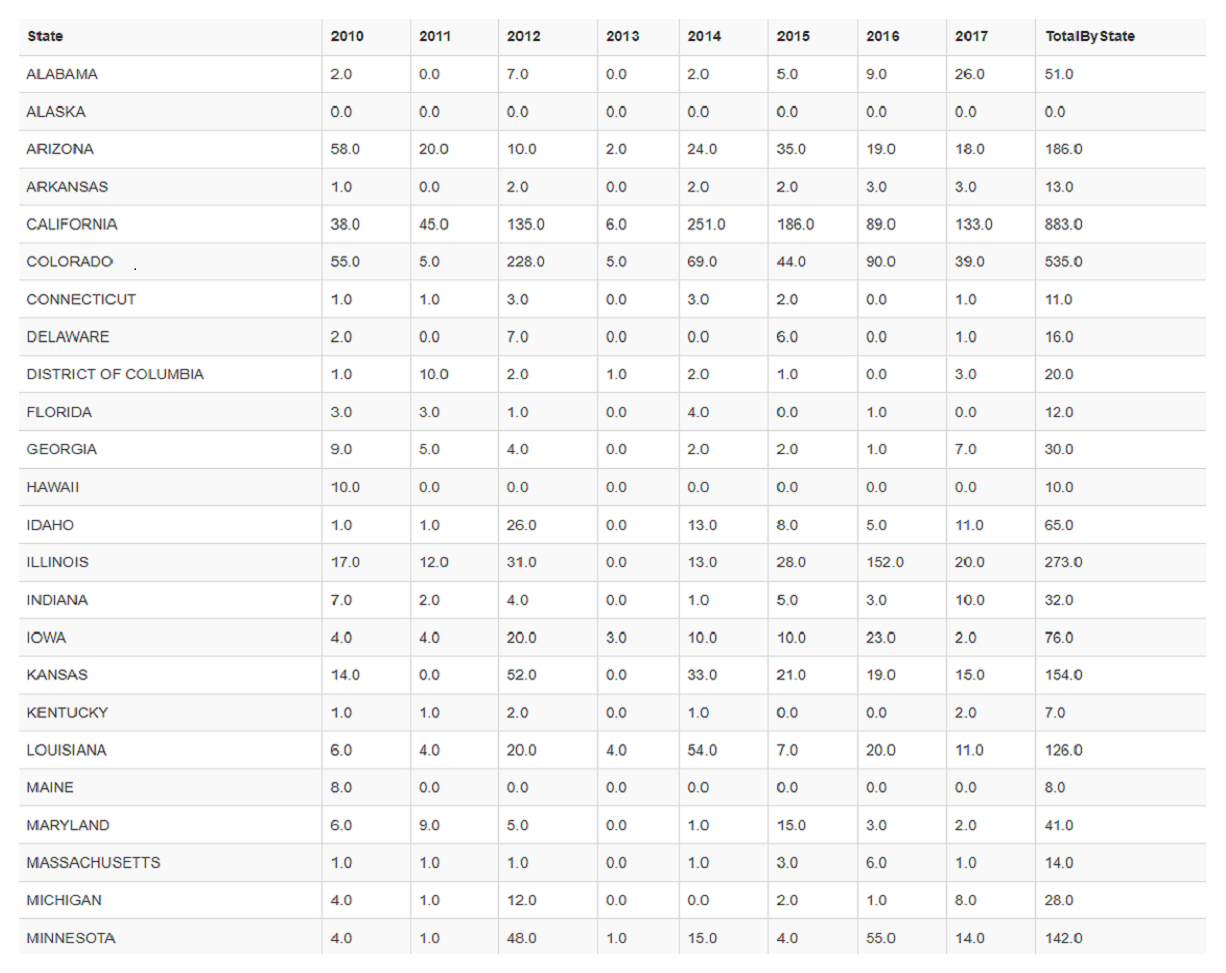 State 2010 2011 2012 2013 2014 2015 2016 2017 TotalByState
ALABAMA 2.0 0.0 7.0 0.0 2.0 5.0 9.0 26.0 51.0
ALASKA 0.0 0.0 0.0 0.0 0.0 0.0 0.0 0.0 0.0
ARIZONA 58.0 20.0 10.0 2.0 24.0 35.0 19.0 18.0 186.0
ARKANSAS 1.0 0.0 2.0 0.0 2.0 2.0 3.0 3.0 13.0
CALIFORNIA 38.0 45.0 135.0 6.0 251.0 186.0 89.0 133.0 883.0
COLORADO 55.0 5.0 228.0 5.0 69.0 44.0 90.0 39.0 535.0
CONNECTICUT 1.0 1.0 3.0 0.0 3.0 2.0 0.0 1.0 11.0
DELAWARE 2.0 0.0 7.0 0.0 0.0 6.0 0.0 1.0 16.0
DISTRICT OF COLUMBIA 1.0 10.0 2.0 1.0 2.0 1.0 0.0 3.0 20.0
FLORIDA 3.0 3.0 1.0 0.0 4.0 0.0 1.0 0.0 12.0
GEORGIA 9.0 5.0 4.0 0.0 2.0 2.0 1.0 7.0 30.0
HAWAII 10.0 0.0 0.0 0.0 0.0 0.0 0.0 0.0 10.0
IDAHO 1.0 1.0 26.0 0.0 13.0 8.0 5.0 11.0 65.0
ILLINOIS 17.0 12.0 31.0 0.0 13.0 28.0 152.0 20.0 273.0
INDIANA 7.0 2.0 4.0 0.0 1.0 5.0 3.0 10.0 32.0
IOWA 4.0 4.0 20.0 3.0 10.0 10.0 23.0 2.0 76.0
KANSAS 14.0 0.0 52.0 0.0 33.0 21.0 19.0 15.0 154.0
KENTUCKY 1.0 1.0 2.0 0.0 1.0 0.0 0.0 2.0 7.0
LOUISIANA 6.0 4.0 20.0 4.0 54.0 7.0 20.0 11.0 126.0
MAINE 8.0 0.0 0.0 0.0 0.0 0.0 0.0 0.0 8.0
MARYLAND 6.0 9.0 5.0 0.0 1.0 15.0 3.0 2.0 41.0
MASSACHUSETTS 1.0 1.0 1.0 0.0 1.0 3.0 6.0 1.0 14.0
MICHIGAN 4.0 1.0 12.0 0.0 0.0 2.0 1.0 8.0 28.0
MINNESOTA 4.0 1.0 48.0 1.0 15.0 4.0 55.0 14.0 142.0